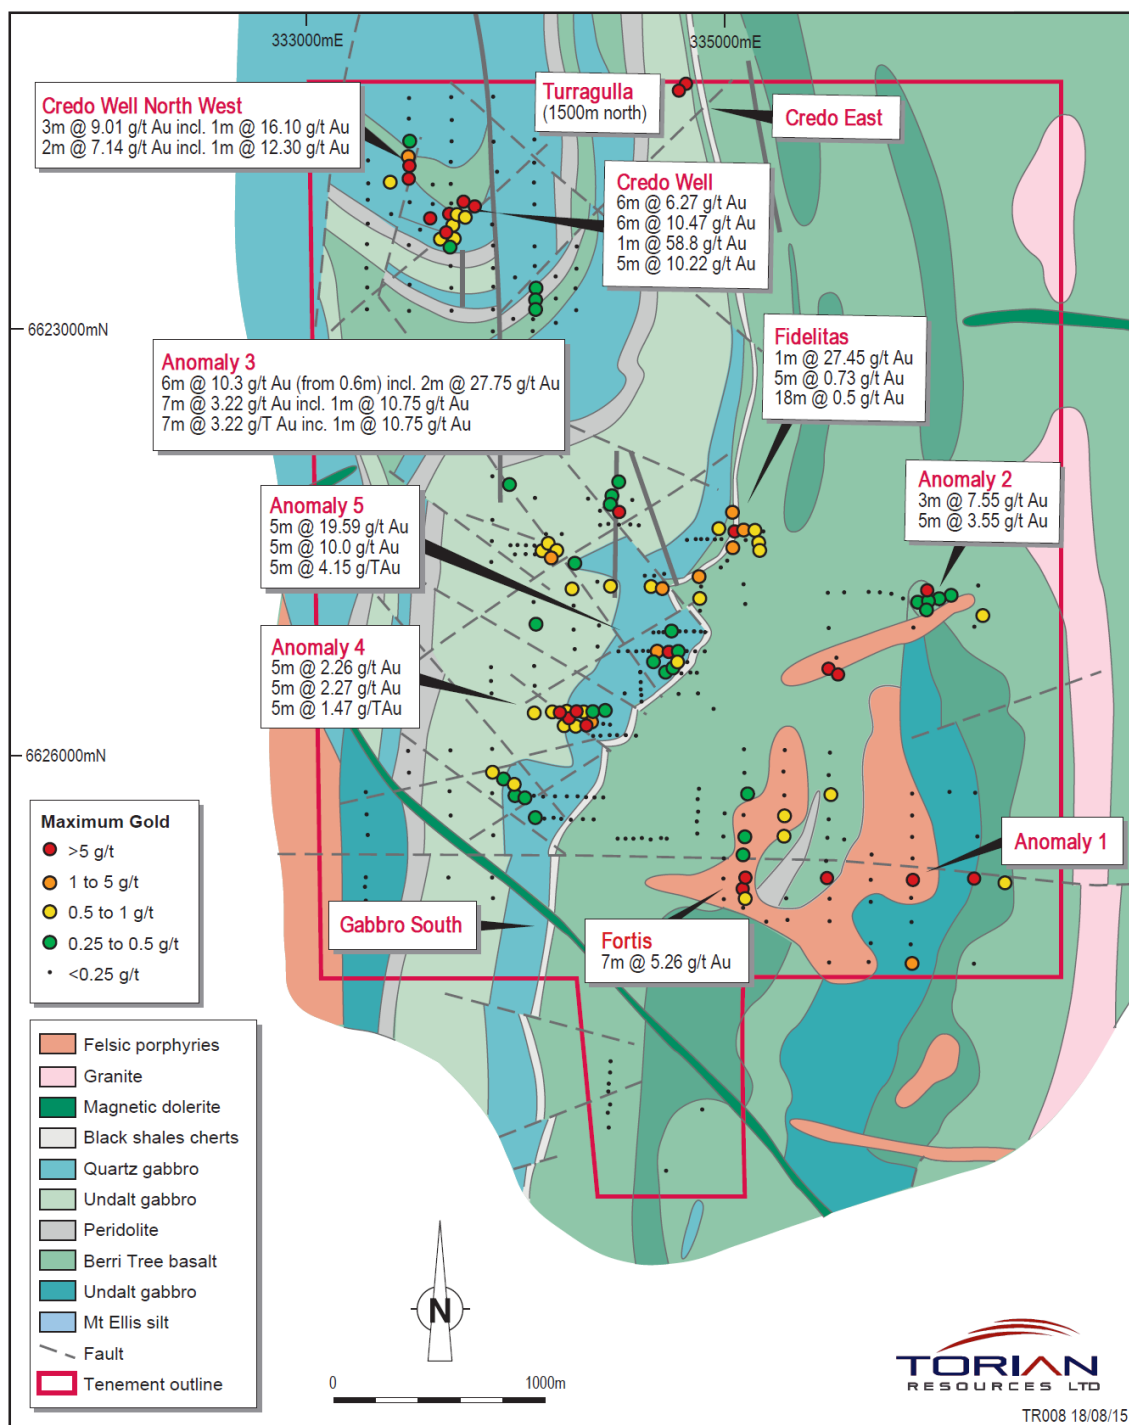 333000mE
335000mE
Credo Well North West
3m @ 9.01 g/t Au incl. 1m @ 16.10 g/t Au
2m @ 7.14 g/t Au incl. 1m @ 12.30 g/t Au
Turragulla
(1500m north)
Credo East
Credo Well
6m @ 6.27 g/t Au
6m @ 10.47 g/t Au
1m @ 58.8 g/t Au
5m @ 10.22 g/t Au
6623000mN
Anomaly 3
6m @ 10.3 g/t Au (from 0.6m) incl. 2m @ 27.75 g/t Au
7m @ 3.22 g/t Au incl. 1m @ 10.75 g/t Au
7m @ 3.22 g/T Au inc. 1m @ 10.75 g/t Au
Fidelitas
1m @ 27.45 g/t Au
5m @ 0.73 g/t Au
18m @ 0.5 g/t Au
Anomaly 2
3m @ 7.55 g/t Au
5m @ 3.55 g/t Au
Anomaly 5
5m @ 19.59 g/t Au
5m @ 10.0 g/t Au
5m @ 4.15 g/TAu
Anomaly 4
5m @ 2.26 g/t Au
5m @ 2.27 g/t Au
5m @ 1.47 g/TAu
6626000mN
Maximum Gold
>5 g/t
1 to 5 g/t
0.5 to 1 g/t
0.25 to 0.5 g/t
<0.25 g/t
Anomaly 1
Gabbro South
Fortis
7m @ 5.26 g/t Au
Felsic porphyries
Granite
Magnetic dolerite
Black shales cherts
Quartz gabbro
Undalt gabbro
Peridolite
Berri Tree basalt
Undalt gabbro
Mt Ellis silt
Fault
Tenement outline
N
0 1000m
TORIAN
RESOURCES LTD
TR008 18/08/15